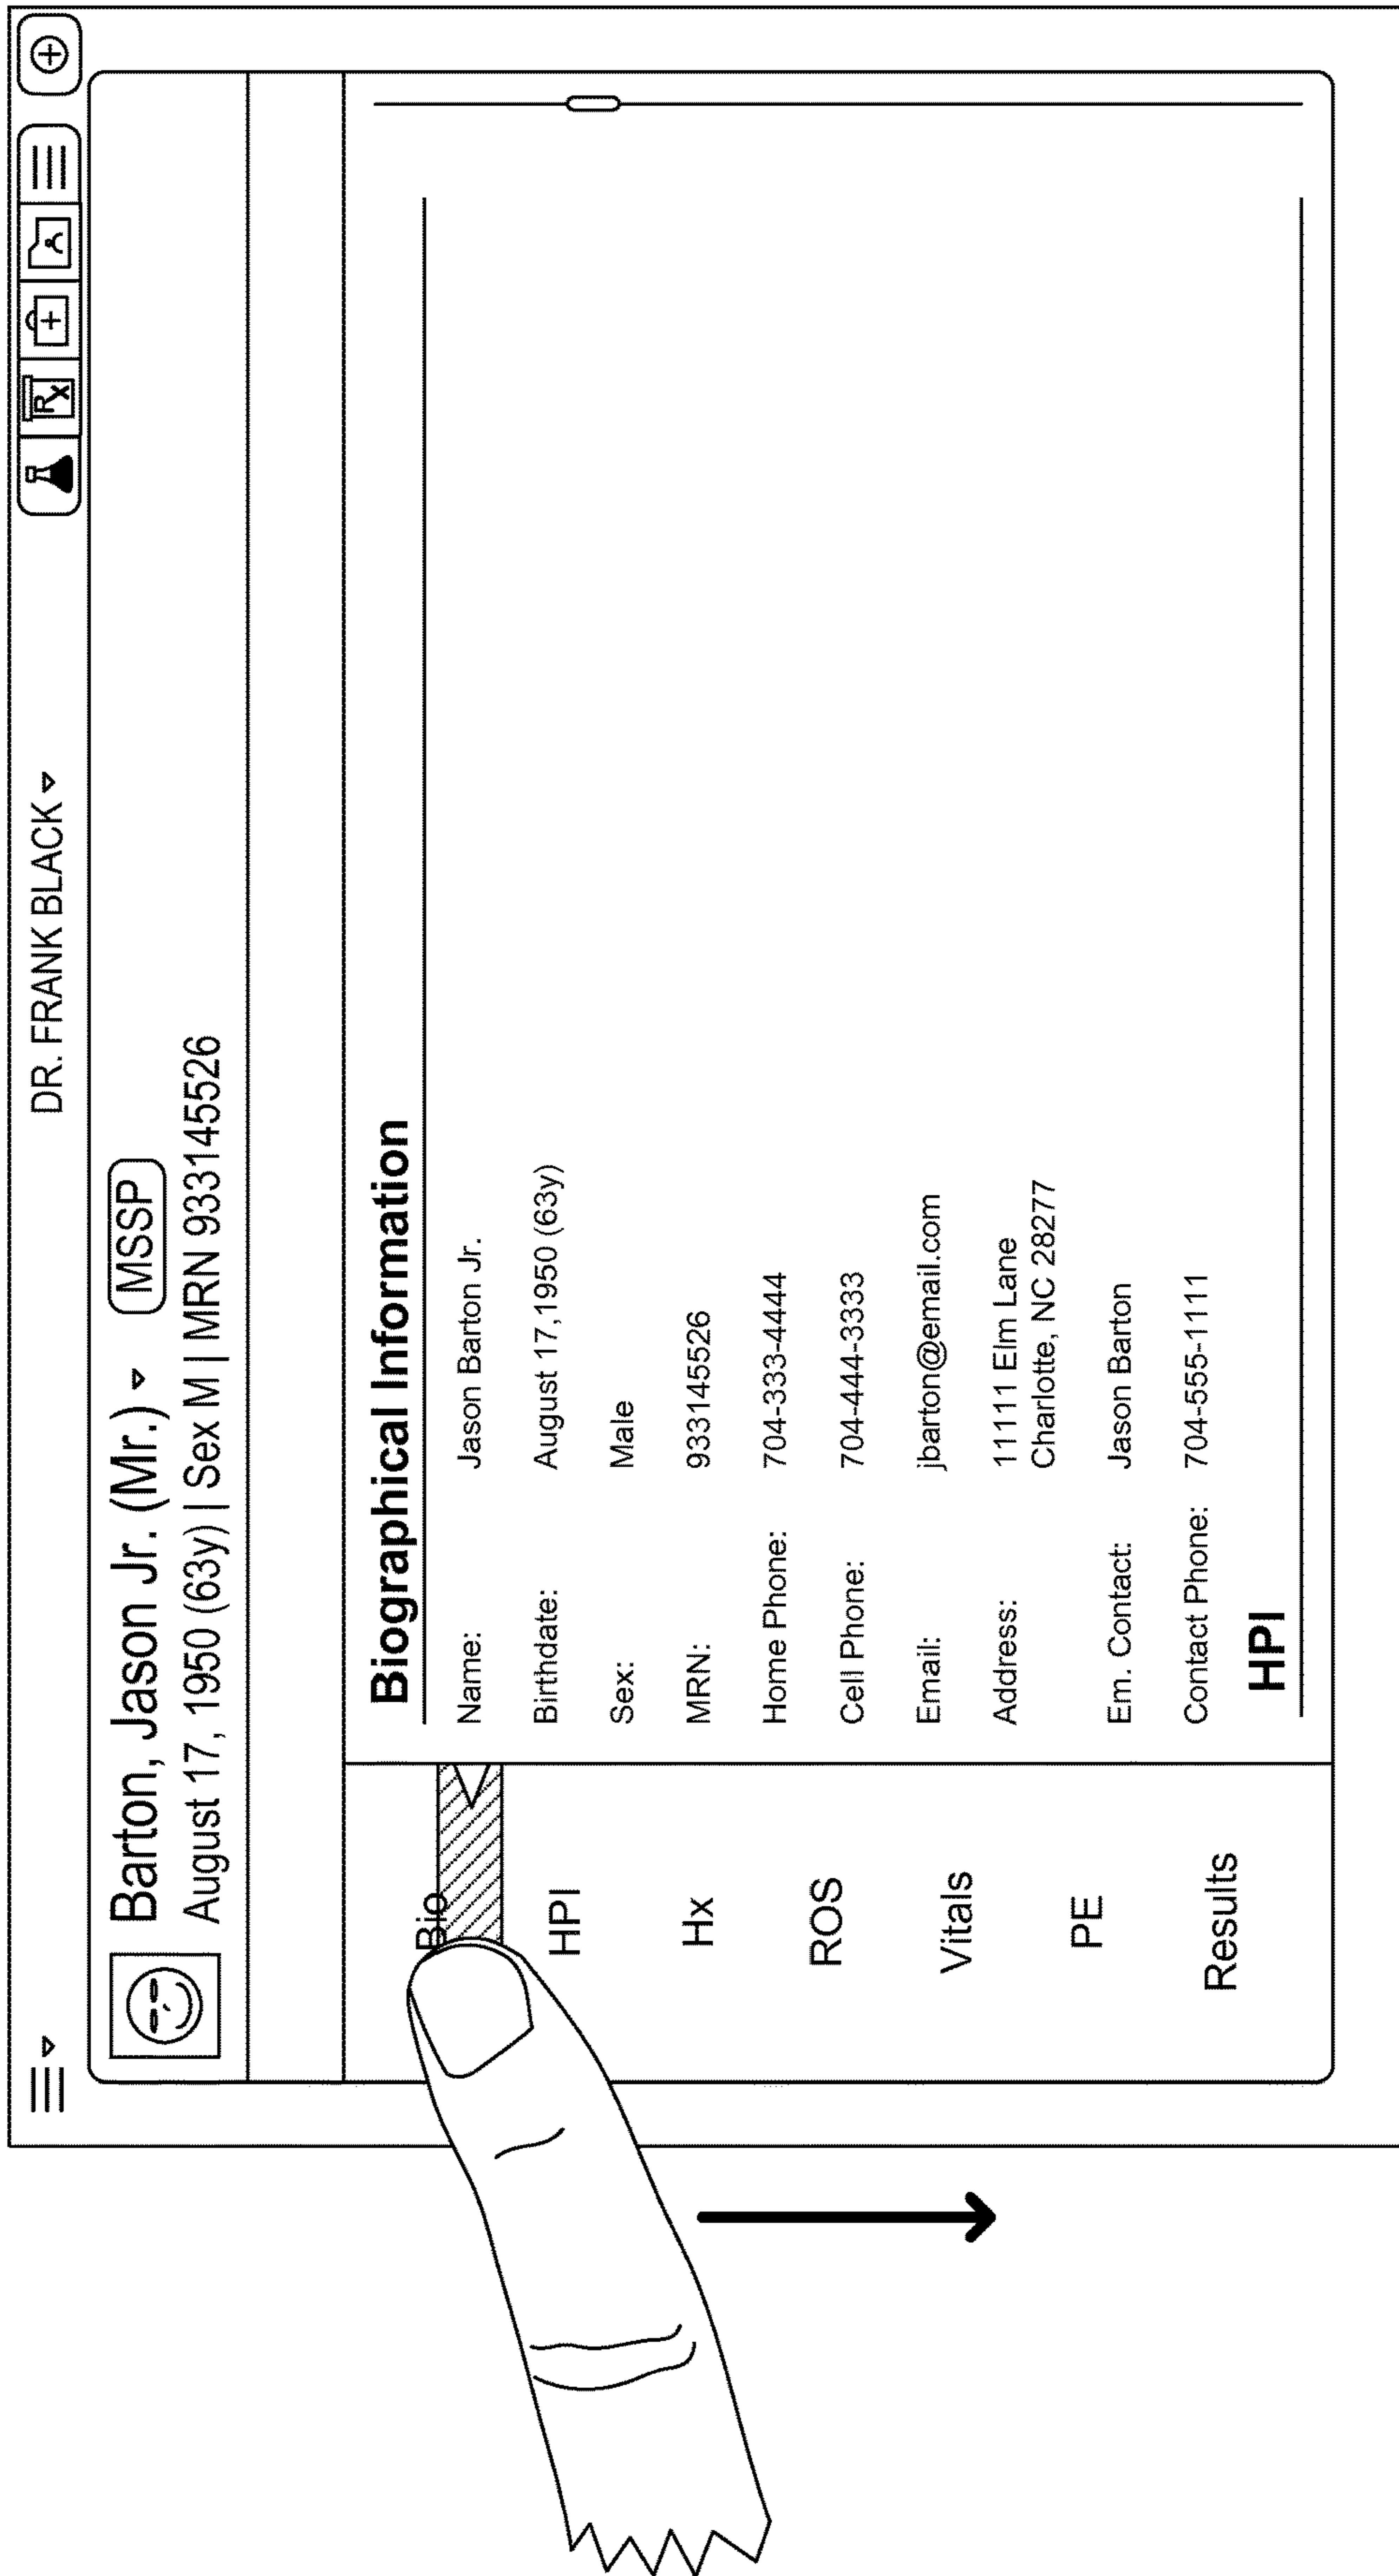 DR. FRANK BLACK
Rx
Barton, Jason Jr. (Mr.) MSSP
August 17, 1950 (63y) | Sex M | MRN 933145526
Bio
HPI
Hx
ROS
Vitals
PE
Results
Biographical Information
Name: Jason Barton Jr.
Birthdate: August 17,1950 (63y)
Sex: Male
MRN: 933145526
Home Phone: 704-333-4444
Cell Phone: 704-444-3333
Email: jbarton@email.com
Address: 11111 Elm Lane
Charlotte, NC 28277
Em. Contact: Jason Barton
Contact Phone: 704-555-1111
HPI